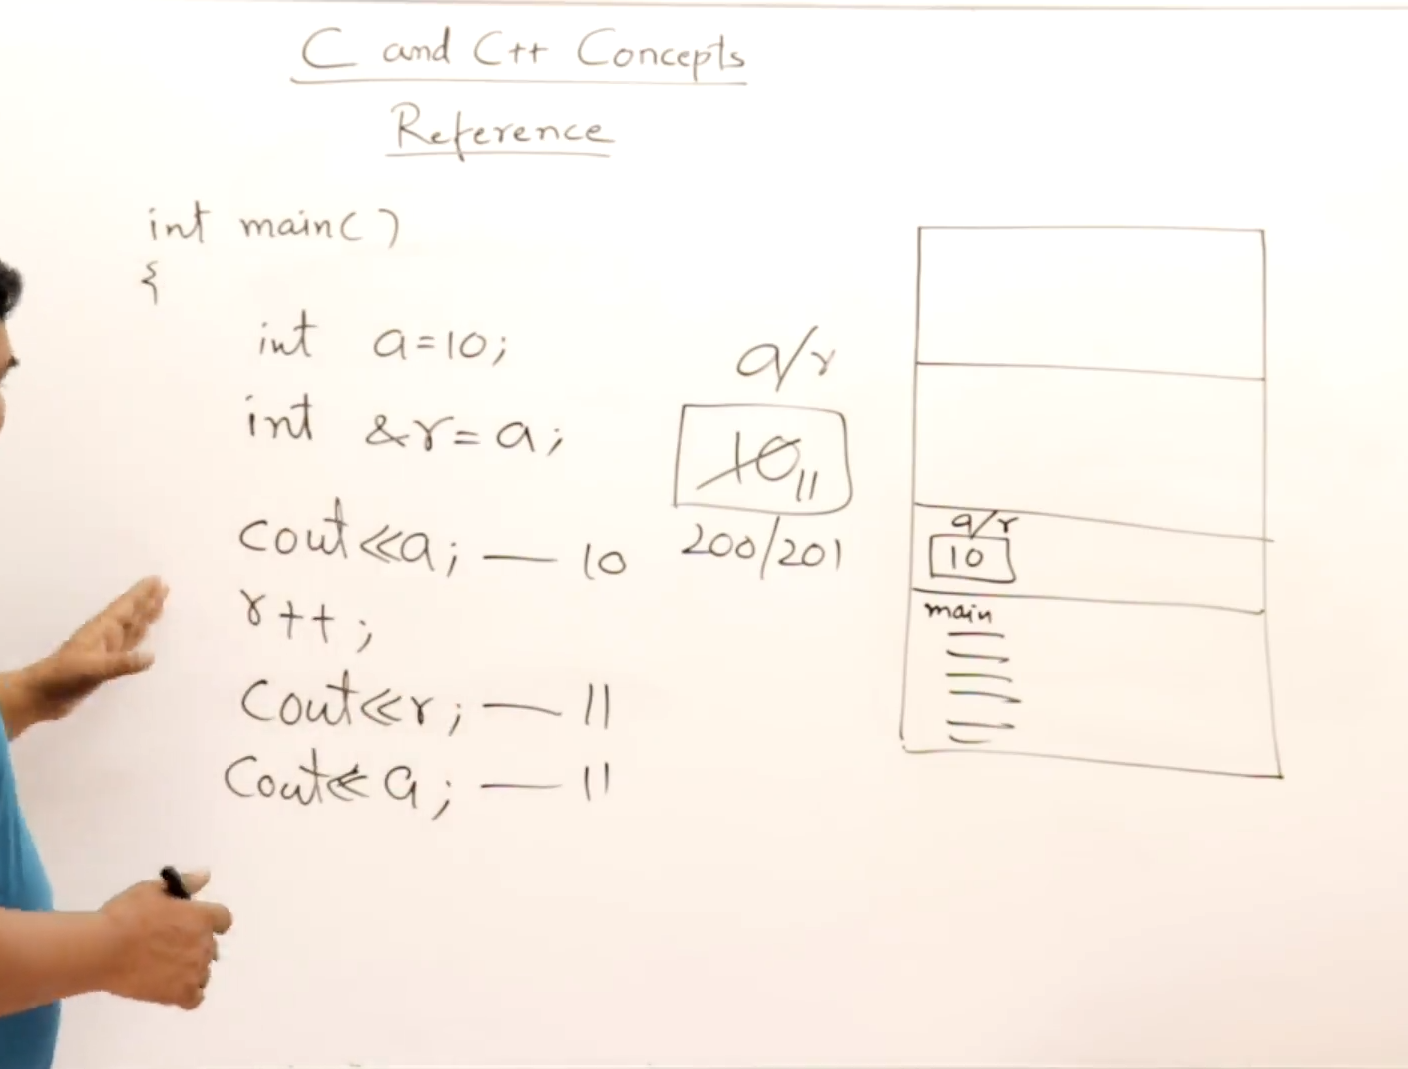 C and C++ Concepts
Reference
int main()
{
int a=10;
int &r=a;
cout<<a; — 10
r++;
cout<<r; — 11
cout<<a; — 11
a/r
10 11
200/201
a/r
10
main